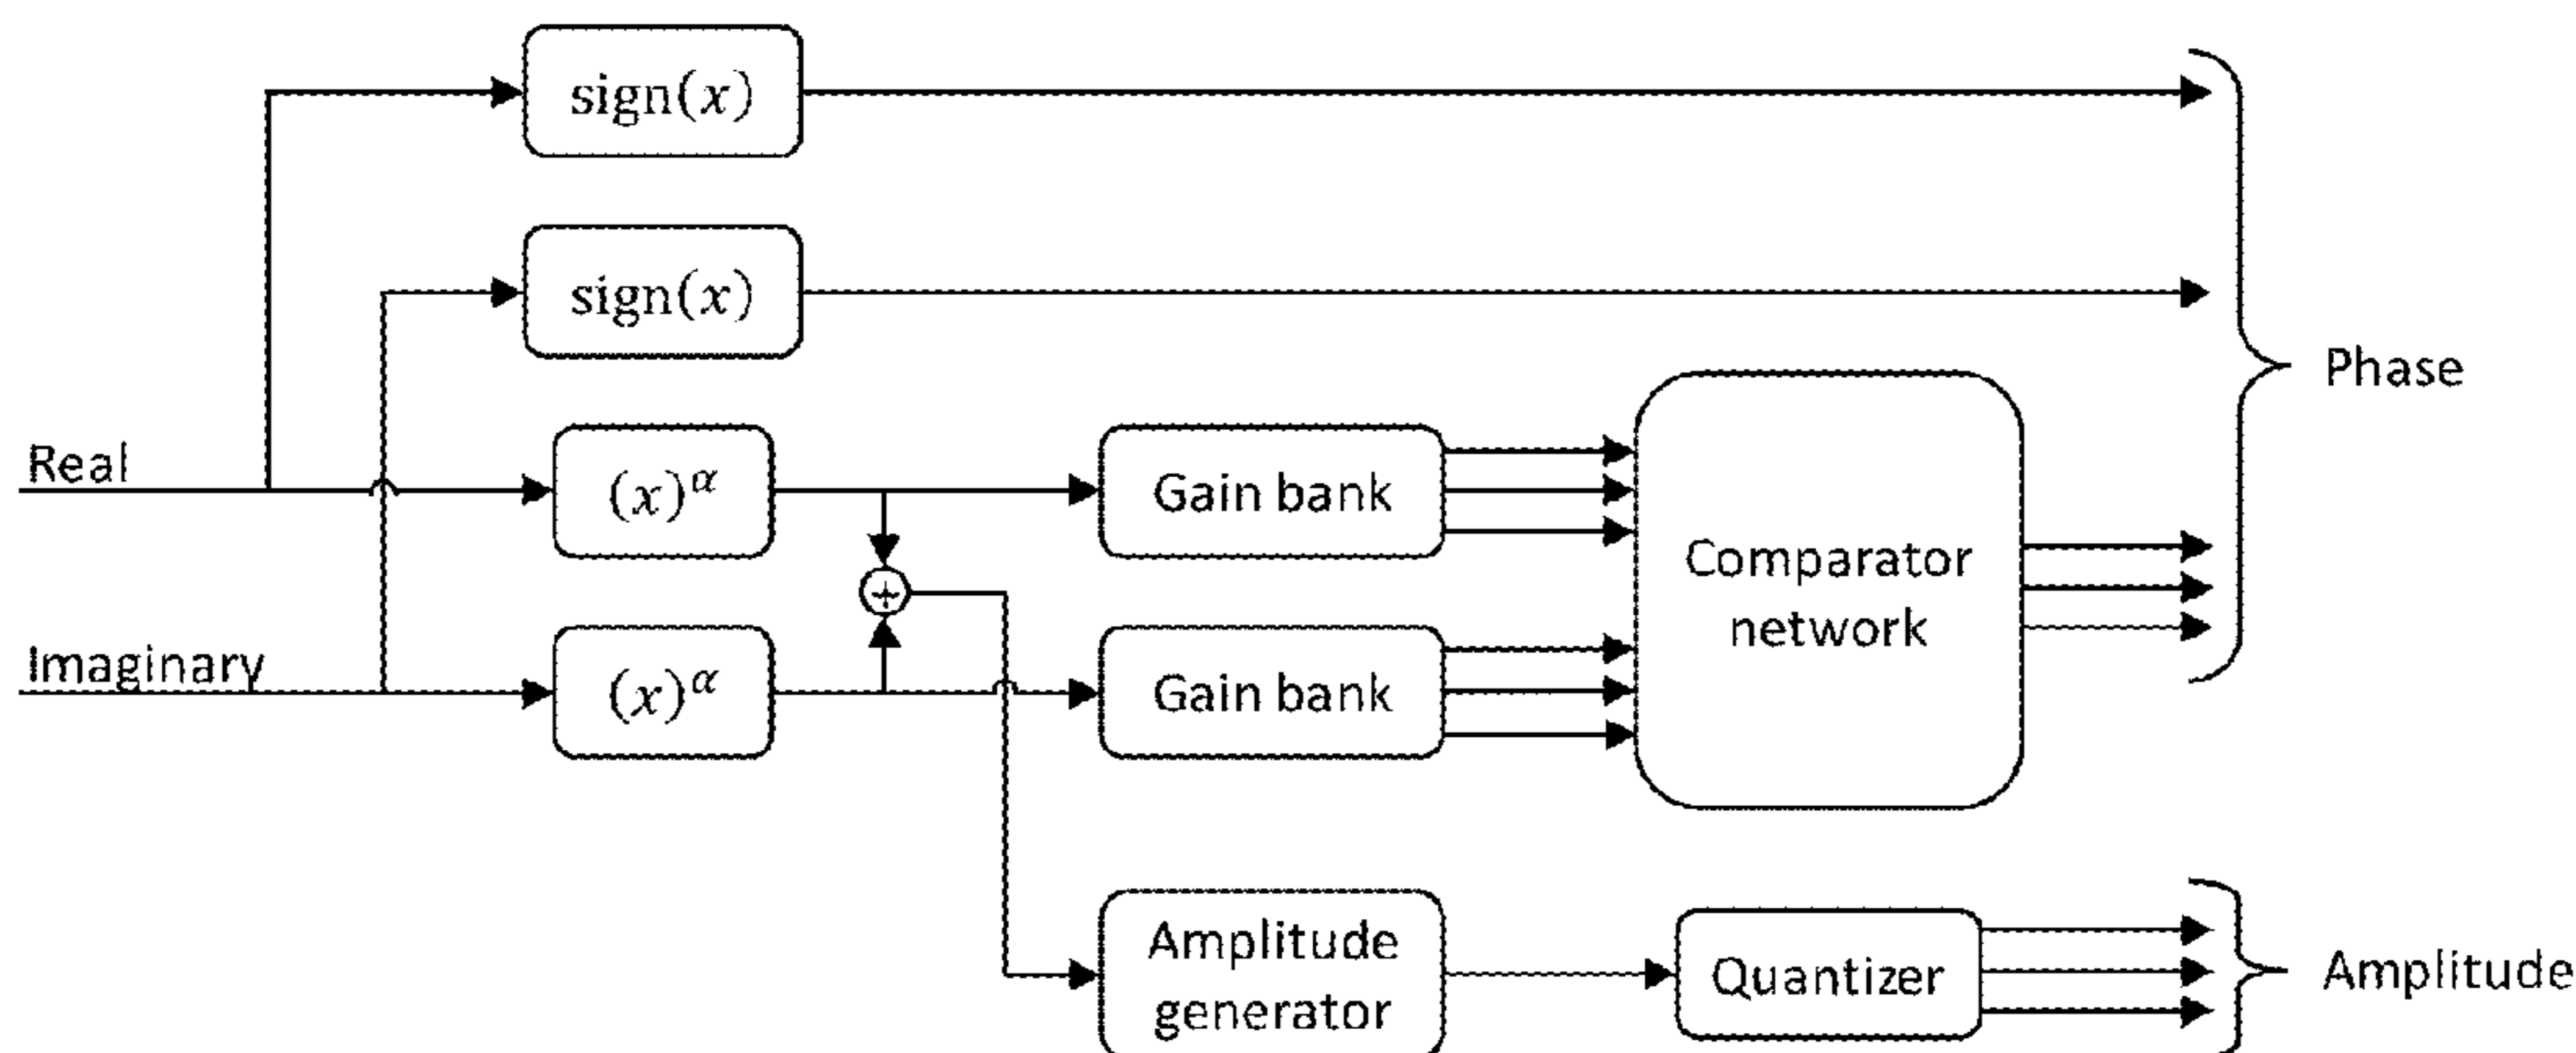 sign(x)
sign(x)
Phase
Real
(x)^α
Gain bank
Comparator
network
Imaginary
(x)^α
Gain bank
+
Amplitude
generator
Quantizer
Amplitude